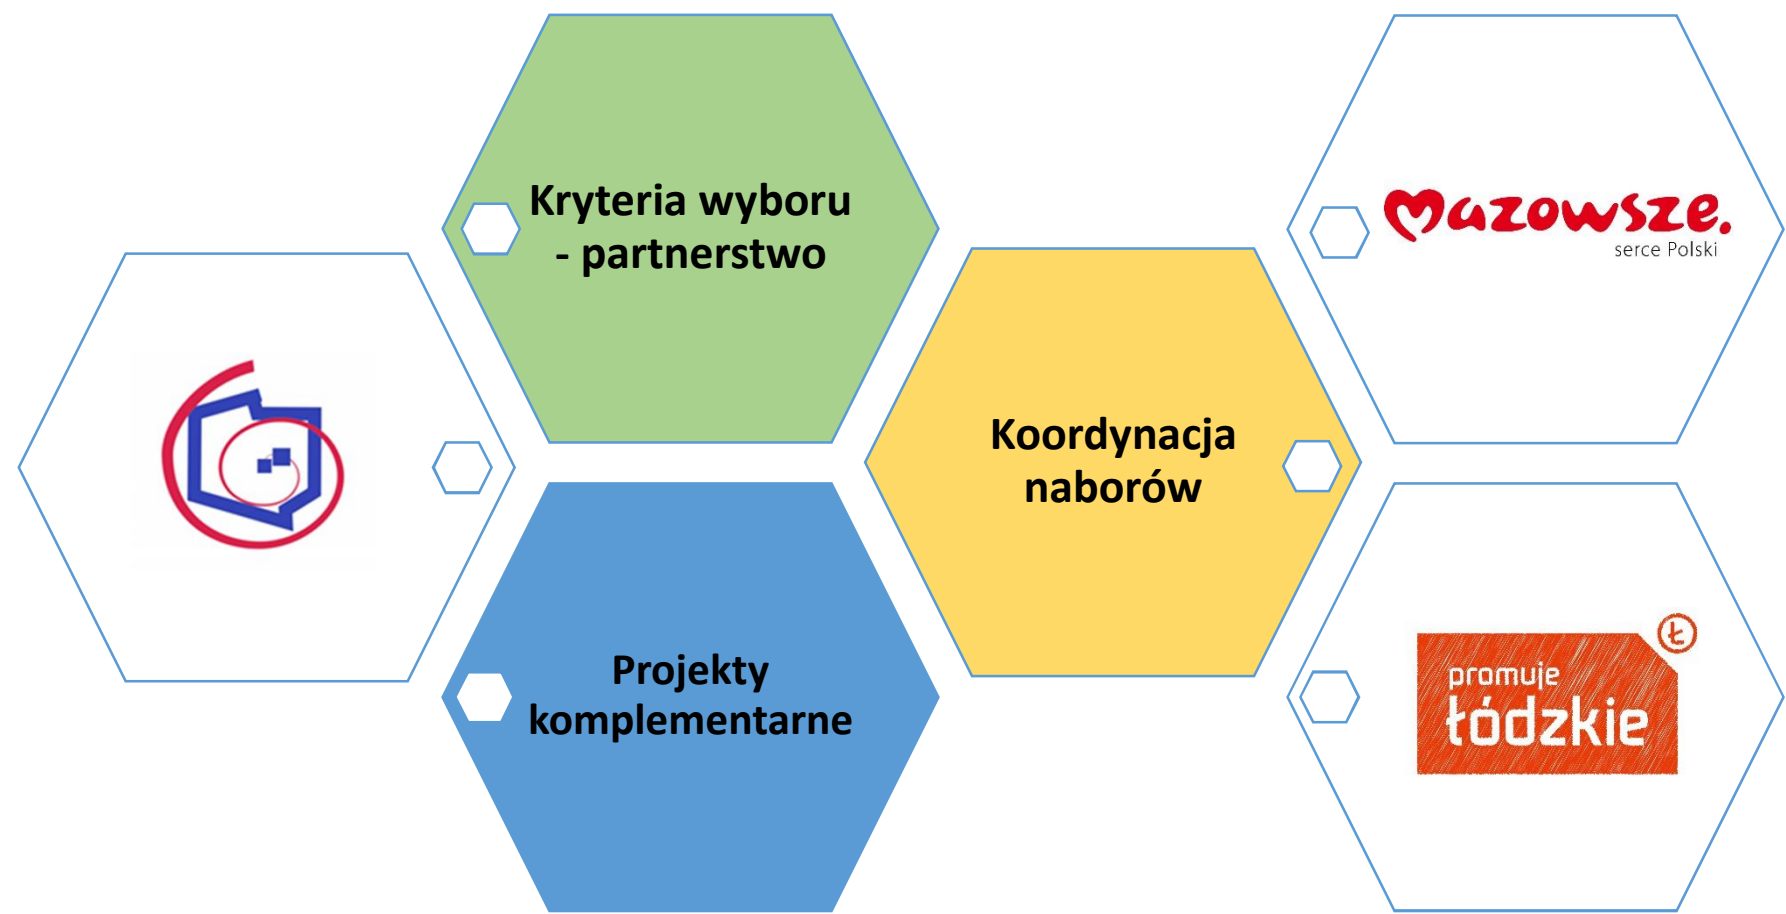 Kryteria wyboru
- partnerstwo
Mazowsze.
serce Polski
Koordynacja
naborów
Projekty
komplementarne
Ł
promuje
łódzkie